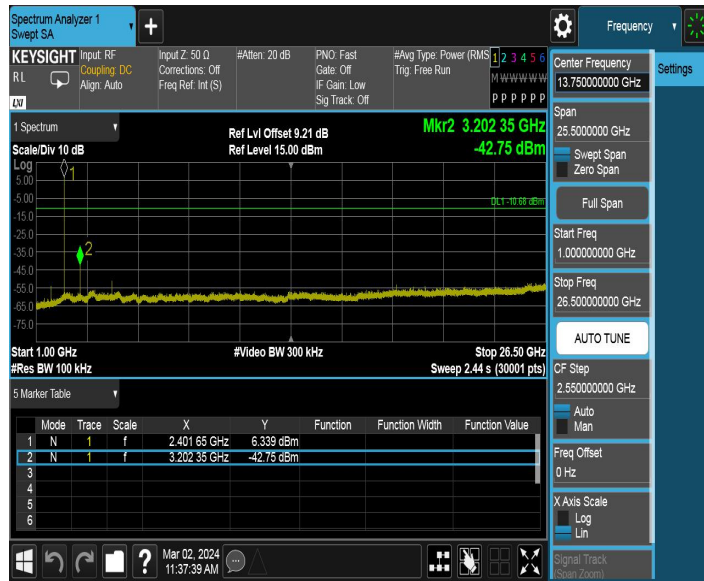 Spectrum Analyzer 1
Swept SA
+
Frequency
KEYSIGHT
RL
LXI
Input: RF
Coupling: DC
Align: Auto
Input Z: 50 Ω
Corrections: Off
Freq Ref: Int (S)
#Atten: 20 dB
PNO: Fast
Gate: Off
IF Gain: Low
Sig Track: Off
#Avg Type: Power (RMS
Trig: Free Run
1 2 3 4 5 6
M W W W W W
P P P P P P
1 Spectrum
Scale/Div 10 dB
Ref Lvl Offset 9.21 dB
Ref Level 15.00 dBm
Mkr2 3.202 35 GHz
-42.75 dBm
Log
5.00
-5.00
-15.0
-25.0
-35.0
-45.0
-55.0
-65.0
-75.0
1
2
DL1 -10.66 dBm
Start 1.00 GHz
#Video BW 300 kHz
Stop 26.50 GHz
#Res BW 100 kHz
Sweep 2.44 s (30001 pts)
5 Marker Table
Mode Trace Scale X Y Function Function Width Function Value
1 N 1 f 2.401 65 GHz 6.339 dBm
2 N 1 f 3.202 35 GHz -42.75 dBm
3
4
5
6
?
Mar 02, 2024
11:37:39 AM
Center Frequency
13.750000000 GHz
Settings
Span
25.5000000 GHz
Swept Span
Zero Span
Full Span
Start Freq
1.000000000 GHz
Stop Freq
26.500000000 GHz
AUTO TUNE
CF Step
2.550000000 GHz
Auto
Man
Freq Offset
0 Hz
X Axis Scale
Log
Lin
Signal Track
(Span Zoom)